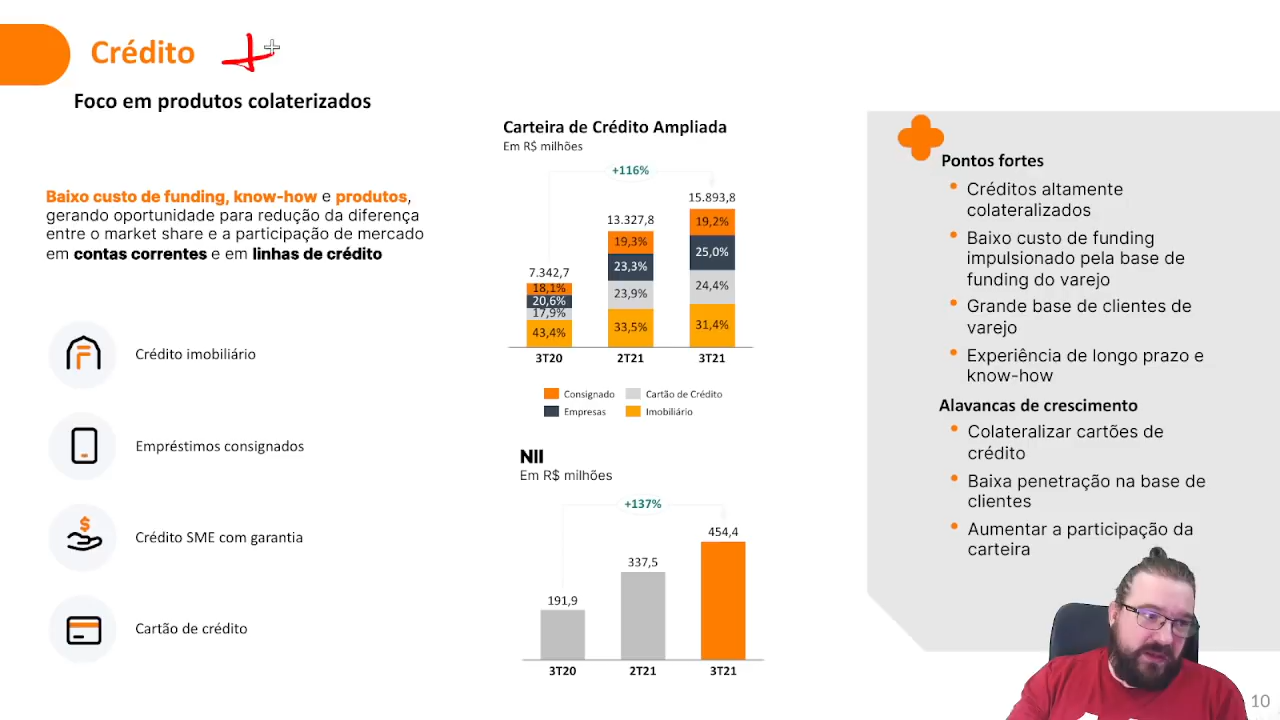 Crédito
Foco em produtos colaterizados
Baixo custo de funding, know-how e produtos,
gerando oportunidade para redução da diferença
entre o market share e a participação de mercado
em contas correntes e em linhas de crédito
Crédito imobiliário
Empréstimos consignados
Crédito SME com garantia
Cartão de crédito
Carteira de Crédito Ampliada
Em R$ milhões
+116%
15.893,8
13.327,8
7.342,7
18,1%
20,6%
17,9%
43,4%
19,3%
23,3%
23,9%
33,5%
19,2%
25,0%
24,4%
31,4%
3T20 2T21 3T21
Consignado Cartão de Crédito
Empresas Imobiliário
NII
Em R$ milhões
+137%
191,9
337,5
454,4
3T20 2T21 3T21
Pontos fortes
• Créditos altamente
colateralizados
• Baixo custo de funding
impulsionado pela base de
funding do varejo
• Grande base de clientes de
varejo
• Experiência de longo prazo e
know-how
Alavancas de crescimento
• Colateralizar cartões de
crédito
• Baixa penetração na base de
clientes
• Aumentar a participação da
carteira
10